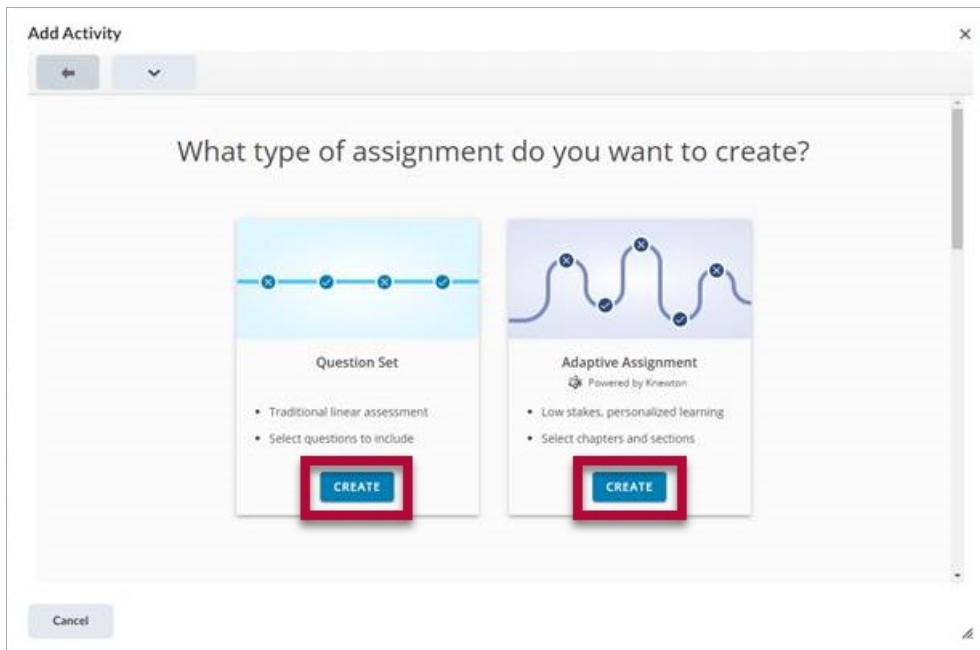 Add Activity
What type of assignment do you want to create?
Question Set
Powered by Knewton
Traditional linear assessment
Select questions to include
CREATE
Adaptive Assignment
Low stakes, personalized learning
Select chapters and sections
CREATE
Cancel